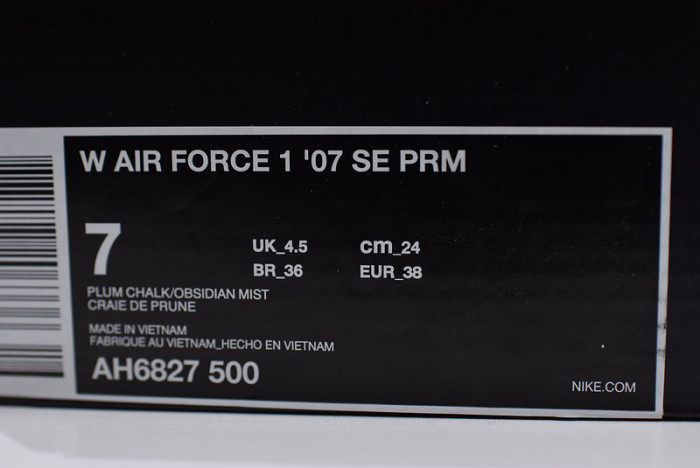 W AIR FORCE 1 '07 SE PRM
7
UK_4.5 cm_24
BR_36 EUR_38
PLUM CHALK/OBSIDIAN MIST
CRAIE DE PRUNE
MADE IN VIETNAM
FABRIQUE AU VIETNAM_HECHO EN VIETNAM
AH6827 500
NIKE.COM